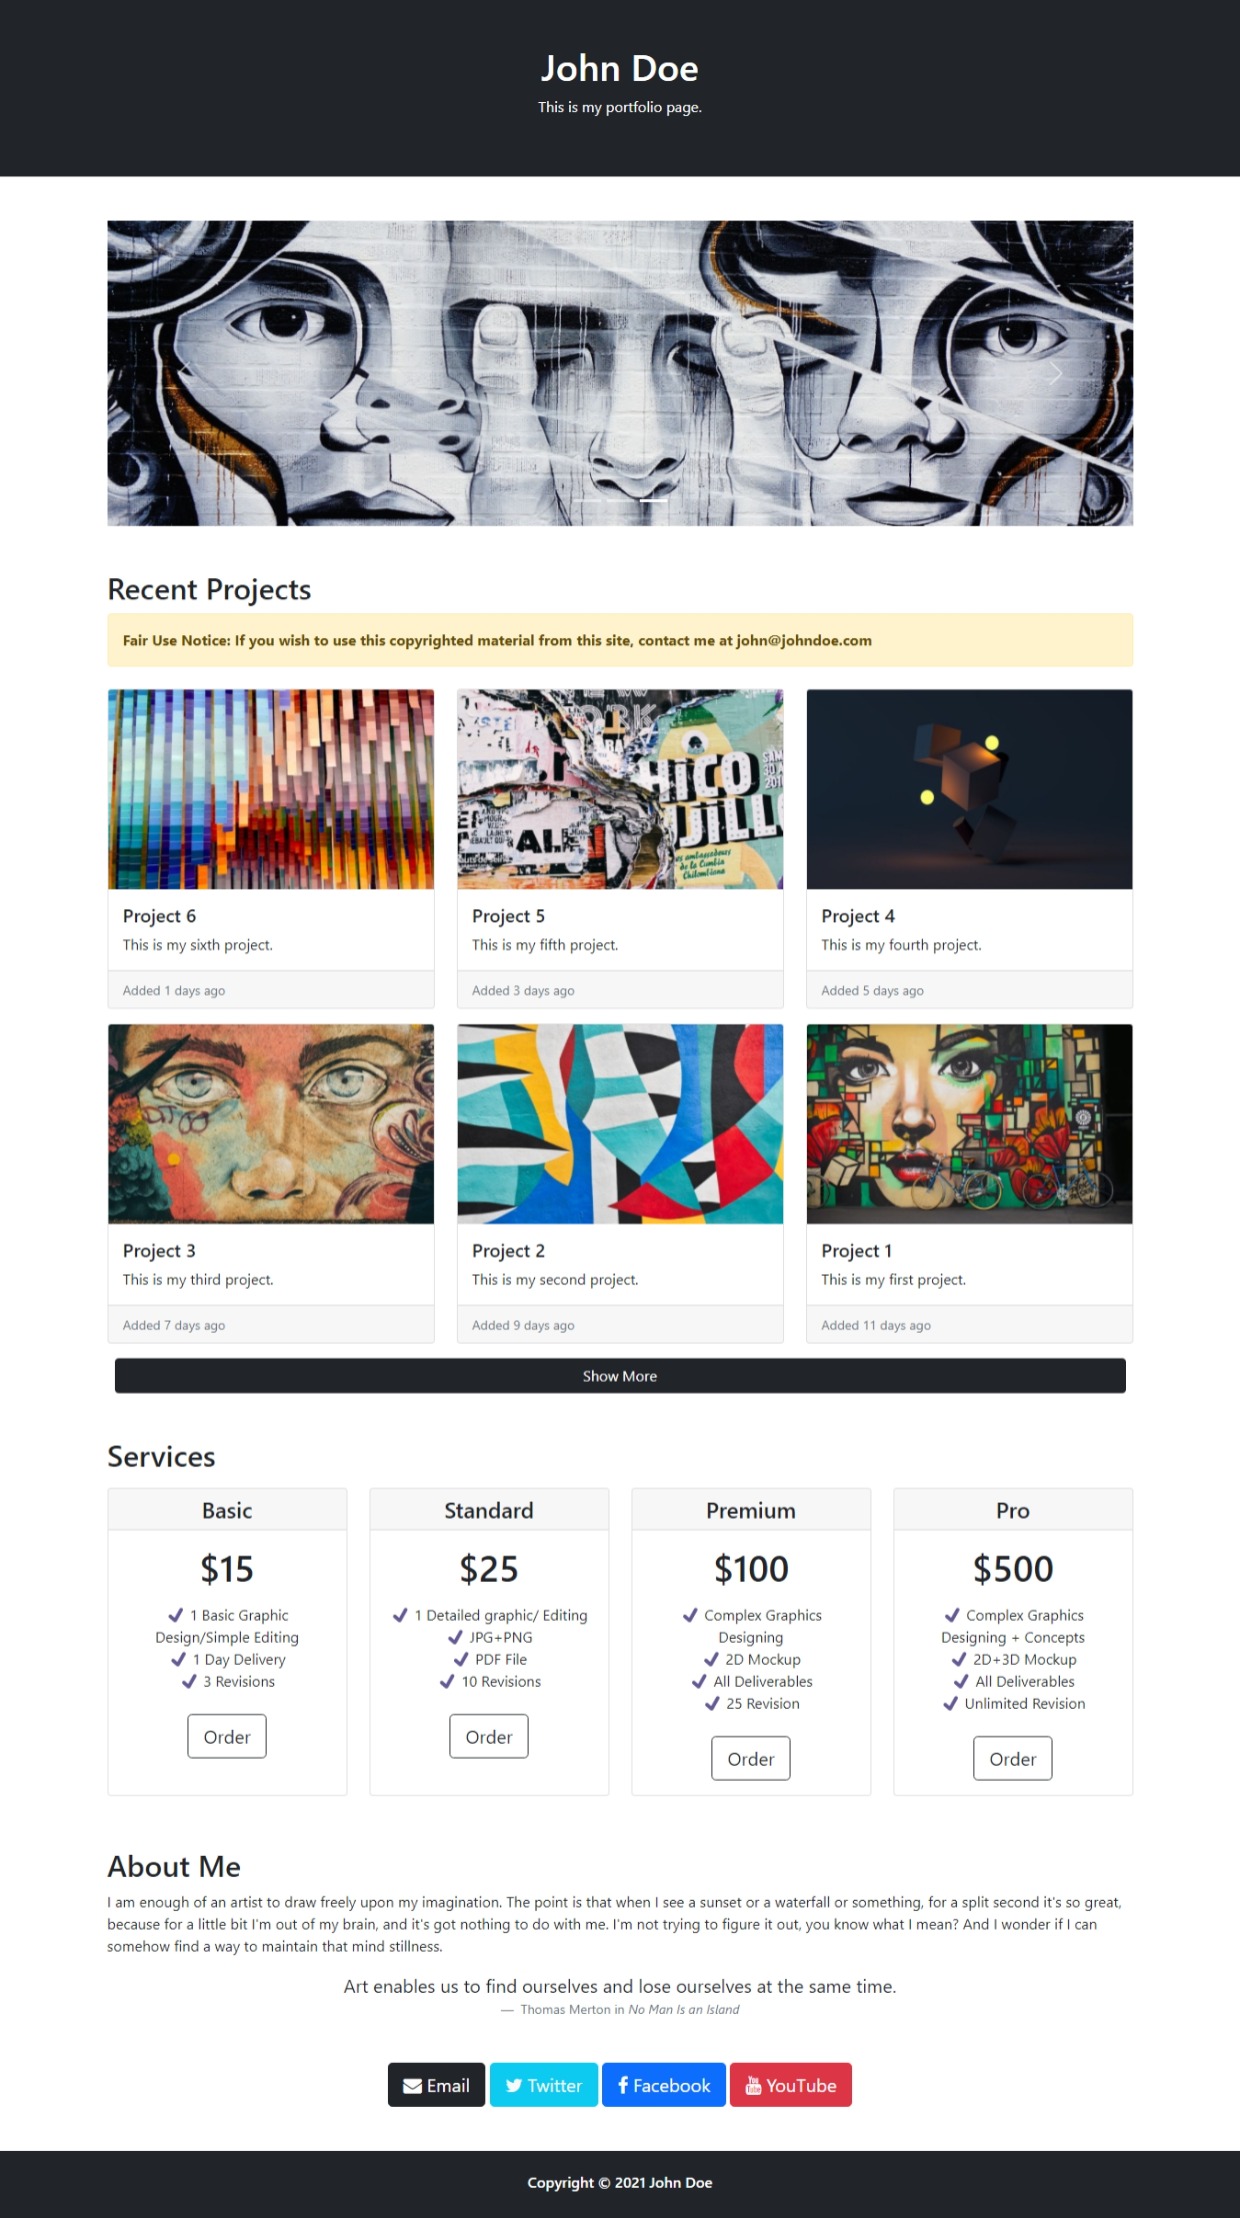 John Doe
This is my portfolio page.
Recent Projects
Fair Use Notice: If you wish to use this copyrighted material from this site, contact me at john@johndoe.com
STE
ALE
HICO
UJILL
ambassadeurs
de la Cumbia
Chilombiana
Project 6
Project 5
Project 4
This is my sixth project.
This is my fifth project.
This is my fourth project.
Added 1 days ago
Added 3 days ago
Added 5 days ago
Project 3
Project 2
Project 1
This is my third project.
This is my second project.
This is my first project.
Added 7 days ago
Added 9 days ago
Added 11 days ago
Show More
Services
Basic
$15
✔ 1 Basic Graphic
Design/Simple Editing
✔ 1 Day Delivery
✔ 3 Revisions
Order
Standard
$25
✔ 1 Detailed graphic/ Editing
✔ JPG+PNG
✔ PDF File
✔ 10 Revisions
Order
Premium
$100
✔ Complex Graphics
Designing
✔ 2D Mockup
✔ All Deliverables
✔ 25 Revision
Order
Pro
$500
✔ Complex Graphics
Designing + Concepts
✔ 2D+3D Mockup
✔ All Deliverables
✔ Unlimited Revision
Order
About Me
I am enough of an artist to draw freely upon my imagination. The point is that when I see a sunset or a waterfall or something, for a split second it's so great,
because for a little bit I'm out of my brain, and it's got nothing to do with me. I'm not trying to figure it out, you know what I mean? And I wonder if I can
somehow find a way to maintain that mind stillness.
Art enables us to find ourselves and lose ourselves at the same time.
— Thomas Merton in No Man Is an Island
Email
Twitter
Facebook
YouTube
Copyright © 2021 John Doe